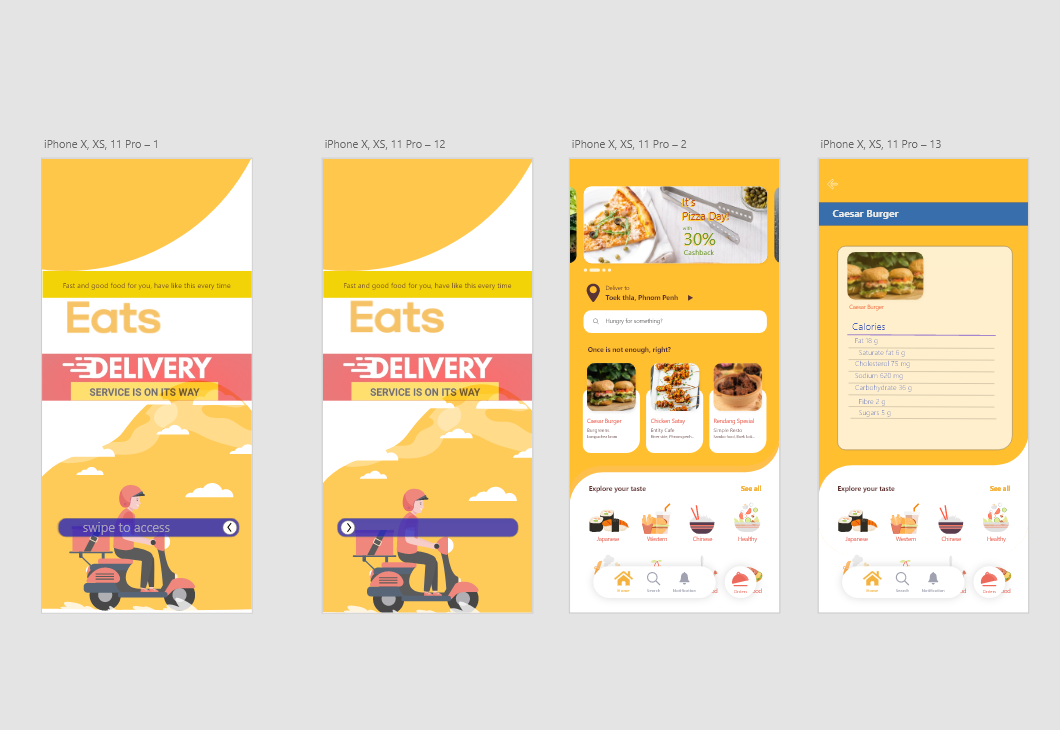 iPhone X, XS, 11 Pro – 1
Fast and good food for you, have like this every time
Eats
DELIVERY
SERVICE IS ON ITS WAY
swipe to access
iPhone X, XS, 11 Pro – 12
Fast and good food for you, have like this every time
Eats
DELIVERY
SERVICE IS ON ITS WAY
iPhone X, XS, 11 Pro – 2
It's
Pizza Day!
with
30%
Cashback
Deliver to
Toek thla, Phnom Penh
Hungry for something?
Once is not enough, right?
Caesar Burger
Chicken Satay
Rendang Spesial
Burgreens
Entity Cafe
Simple Resto
Explore your taste
See all
Japanese
Western
Chinese
Healthy
Home
Search
Notification
Orders
iPhone X, XS, 11 Pro – 13
Caesar Burger
Caesar Burger
Calories
Fat 18 g
Saturate fat 6 g
Cholesterol 75 mg
Sodium 620 mg
Carbohydrate 36 g
Fibre 2 g
Sugars 5 g
Explore your taste
See all
Japanese
Western
Chinese
Healthy
Home
Search
Notification
Orders